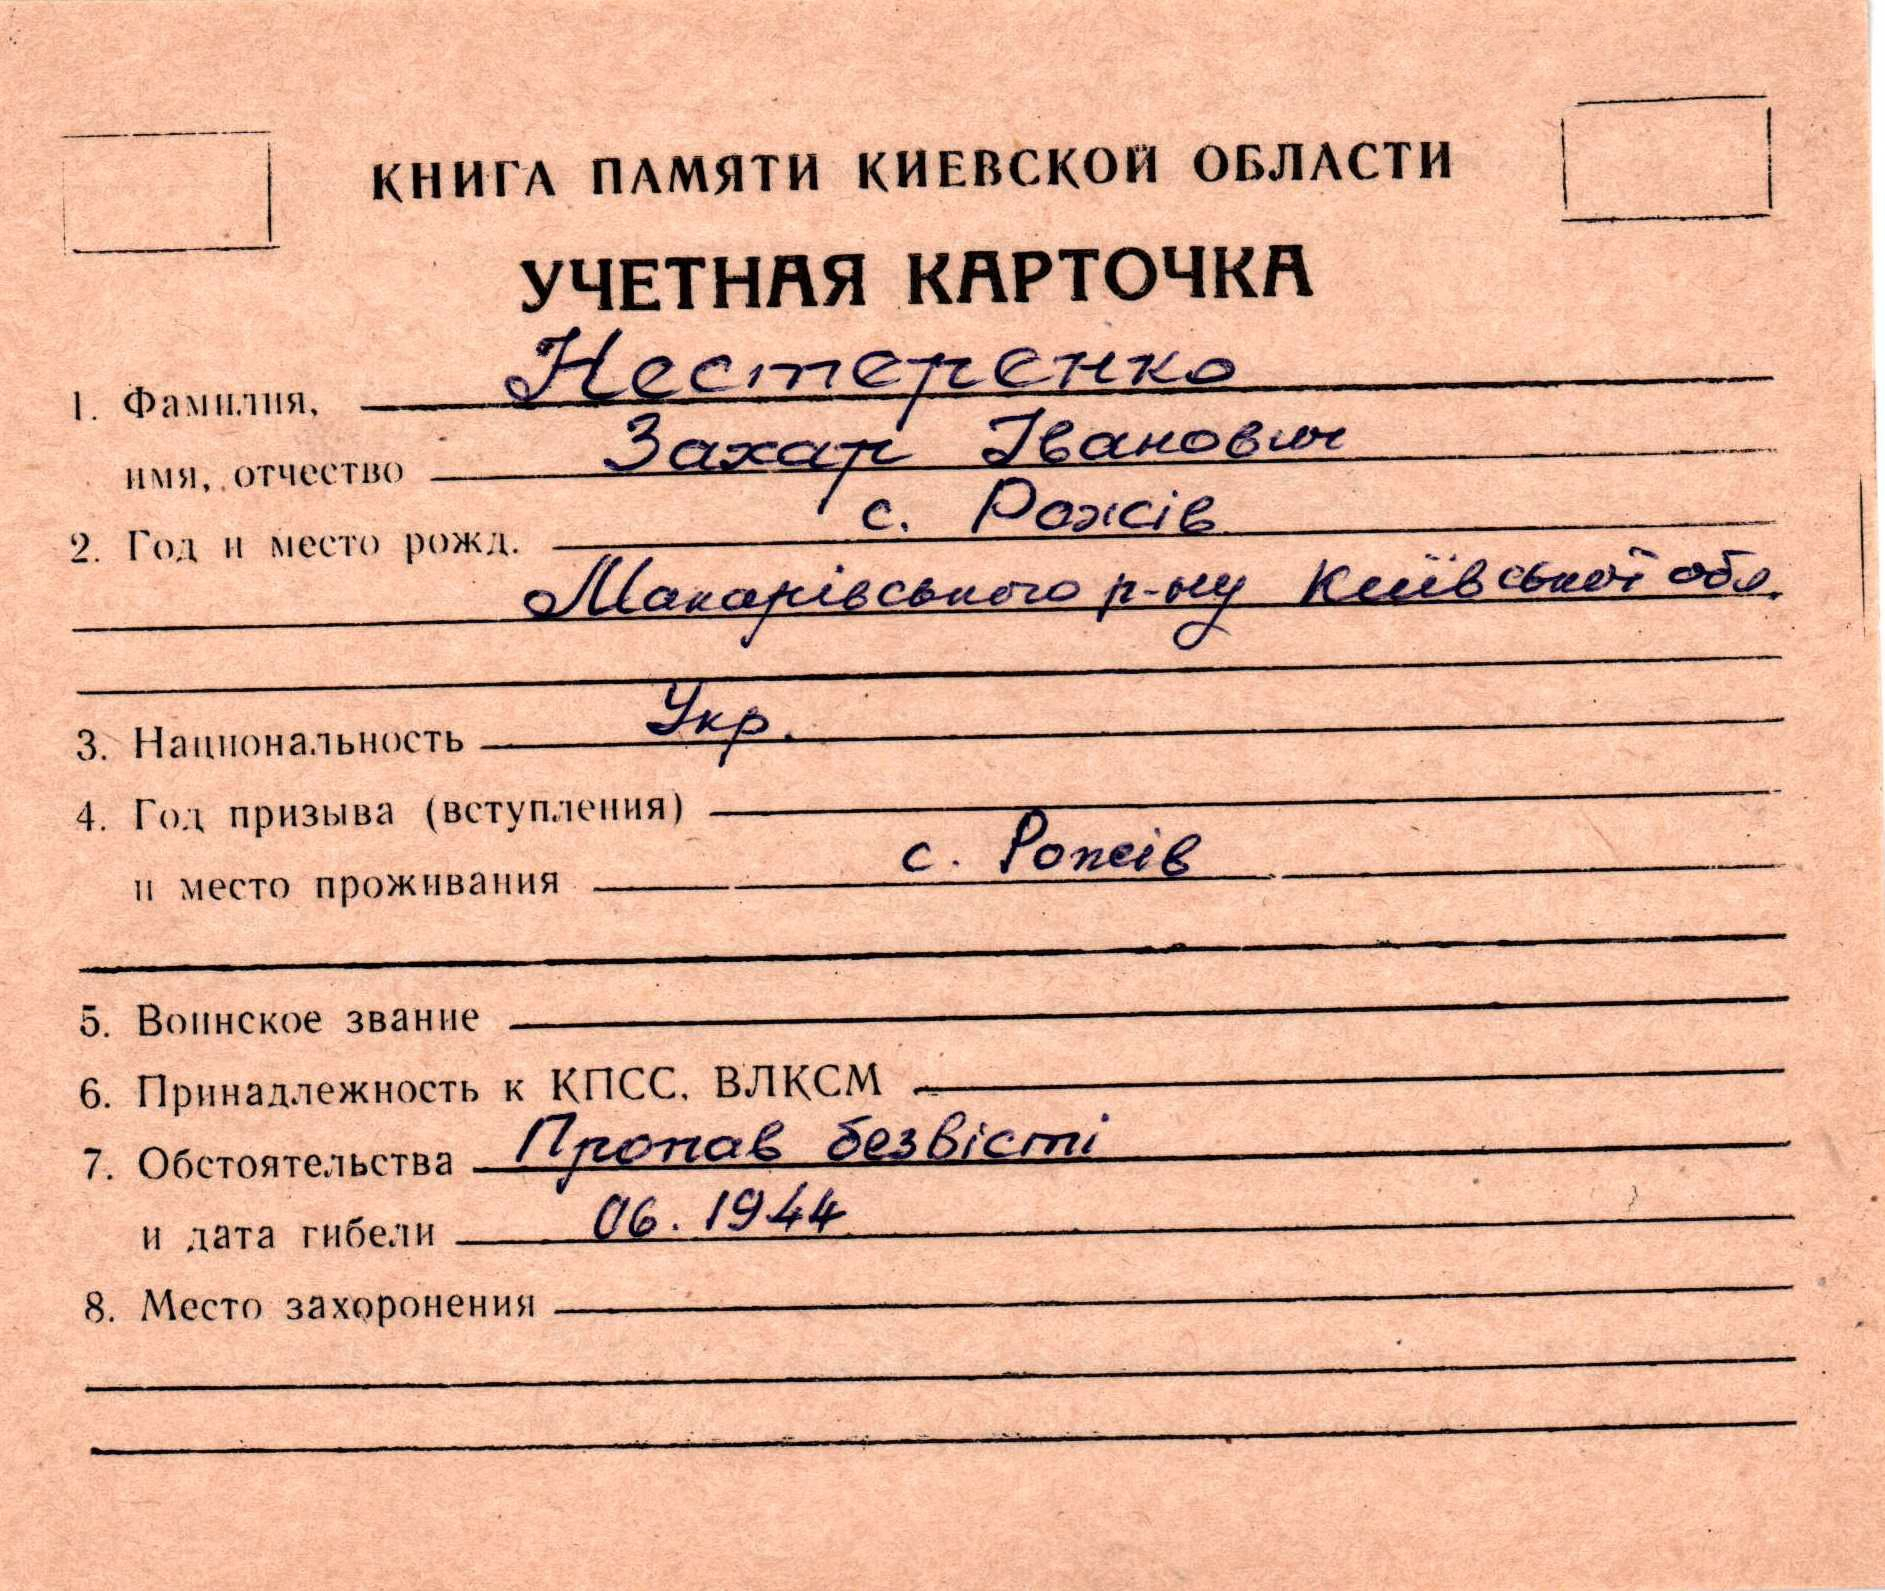 КНИГА ПАМЯТИ КИЕВСКОЙ ОБЛАСТИ
УЧЕТНАЯ КАРТОЧКА
1. Фамилия, Нестеренко
имя, отчество Захар Іванович
2. Год и место рожд. с. Рожів
Макарівського р-ну Київської обл.
3. Национальность Укр.
4. Год призыва (вступления)
и место проживания с. Рожів
5. Воинское звание
6. Принадлежность к КПСС, ВЛКСМ
7. Обстоятельства Пропав безвісті
и дата гибели 06. 1944
8. Место захоронения